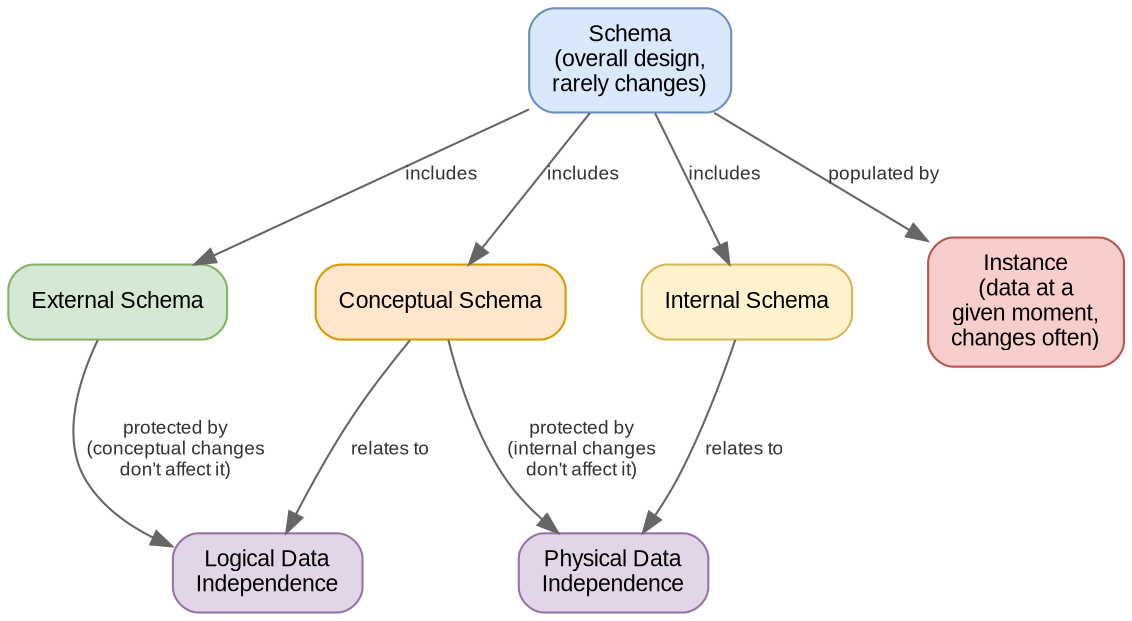 Schema
(overall design,
rarely changes)
includes
includes
includes
populated by
External Schema
Conceptual Schema
Internal Schema
Instance
(data at a
given moment,
changes often)
protected by
(conceptual changes
don't affect it)
relates to
protected by
(internal changes
don't affect it)
relates to
Logical Data
Independence
Physical Data
Independence